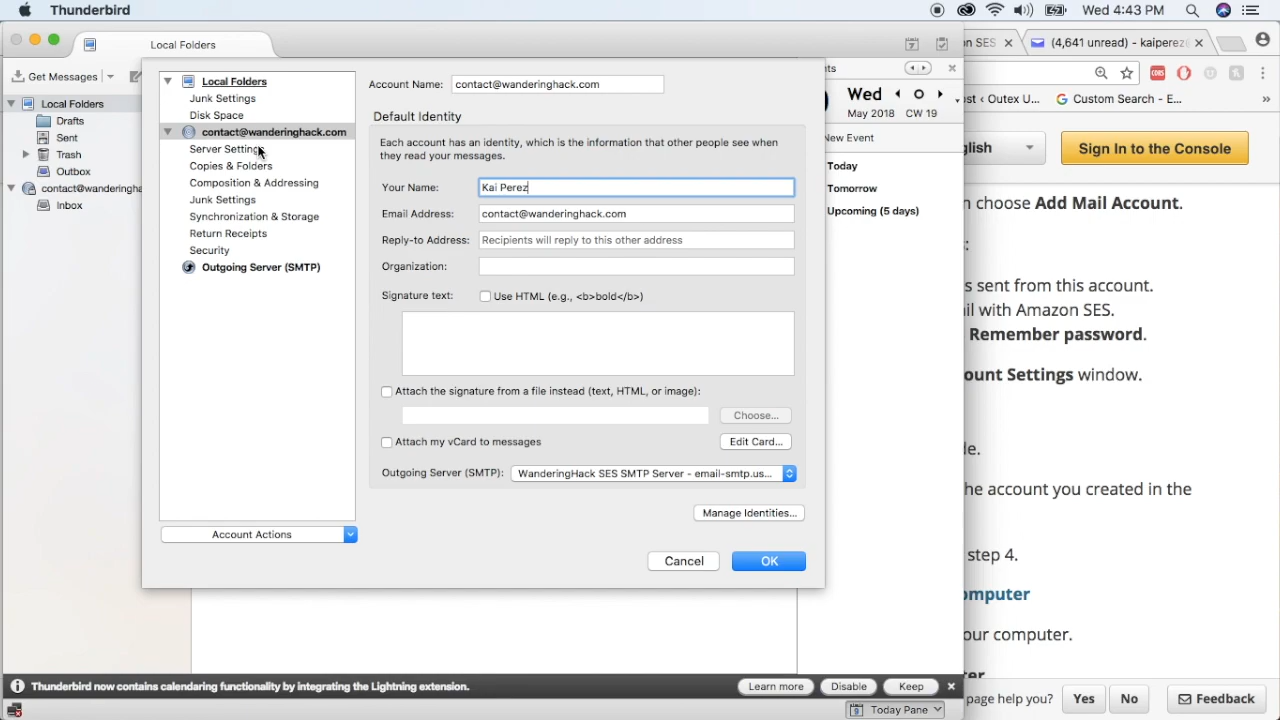 Thunderbird
Wed 4:43 PM
Local Folders
on SES
(4,641 unread) - kaiperez
Get Messages
Local Folders
Drafts
Sent
Trash
Outbox
contact@wanderingha
Inbox
Local Folders
Junk Settings
Disk Space
contact@wanderinghack.com
Server Settings
Copies & Folders
Composition & Addressing
Junk Settings
Synchronization & Storage
Return Receipts
Security
Outgoing Server (SMTP)
Account Actions
Account Name: contact@wanderinghack.com
Default Identity
Each account has an identity, which is the information that other people see when
they read your messages.
Your Name: Kai Perez
Email Address: contact@wanderinghack.com
Reply-to Address: Recipients will reply to this other address
Organization:
Signature text: Use HTML (e.g., <b>bold</b>)
Attach the signature from a file instead (text, HTML, or image):
Choose...
Attach my vCard to messages
Edit Card...
Outgoing Server (SMTP): WanderingHack SES SMTP Server - email-smtp.us...
Manage Identities...
Cancel OK
nts
Wed
May 2018 CW 19
New Event
Today
Tomorrow
Upcoming (5 days)
ost ‹ Outex U...
Custom Search - E...
»
glish
Sign In to the Console
n choose Add Mail Account.
s:
s sent from this account.
il with Amazon SES.
Remember password.
ount Settings window.
le.
he account you created in the
step 4.
omputer
our computer.
ter
page help you? Yes No Feedback
Thunderbird now contains calendaring functionality by integrating the Lightning extension.
Learn more Disable Keep
Today Pane